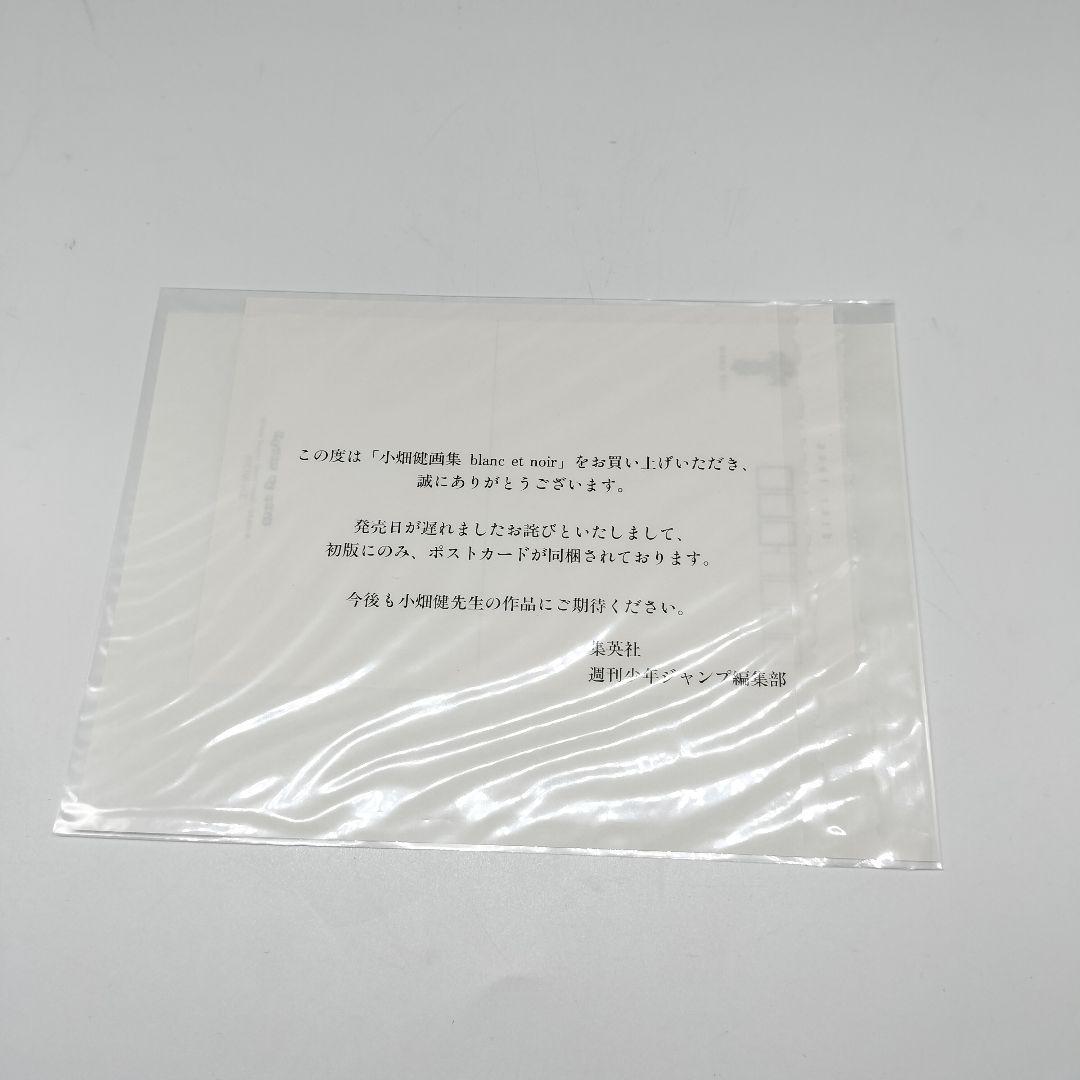 この度は「小畑健画集 blanc et noir」をお買い上げいただき、
誠にありがとうございます。
発売日が遅れましたお詫びといたしまして、
初版にのみ、ポストカードが同梱されております。
今後も小畑健先生の作品にご期待ください。
集英社
週刊少年ジャンプ編集部